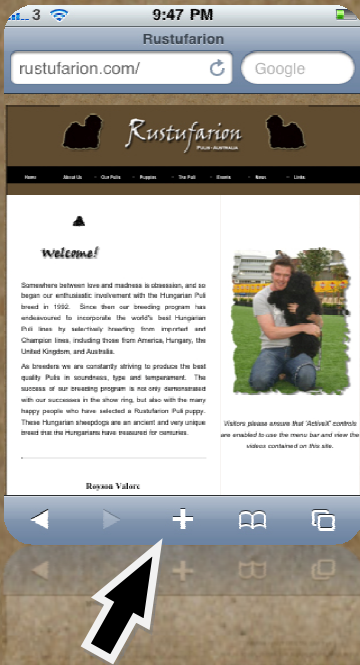 3 9:47 PM
Rustufarion
rustufarion.com/ Google
Rustufarion
PULIS - AUSTRALIA
Home About Us Our Pulis Puppies The Puli Events News Links
Welcome!
Somewhere between love and madness is obsession, and so
began our enthusiastic involvement with the Hungarian Puli
breed in 1992. Since then our breeding program has
endeavoured to incorporate the world's best Hungarian
Puli lines by selectively breeding from imported and
Champion lines, including those from America, Hungary, the
United Kingdom, and Australia.
As breeders we are constantly striving to produce the best
quality Pulis in soundness, type and temperament. The
success of our breeding program is not only demonstrated
with our successes in the show ring, but also with the many
happy people who have selected a Rustufarion Puli puppy.
These Hungarian sheepdogs are an ancient and very unique
breed that the Hungarians have treasured for centuries.
Royson Valore
Visitors please ensure that 'ActiveX' controls
are enabled to use the menu bar and view the
videos contained on this site.